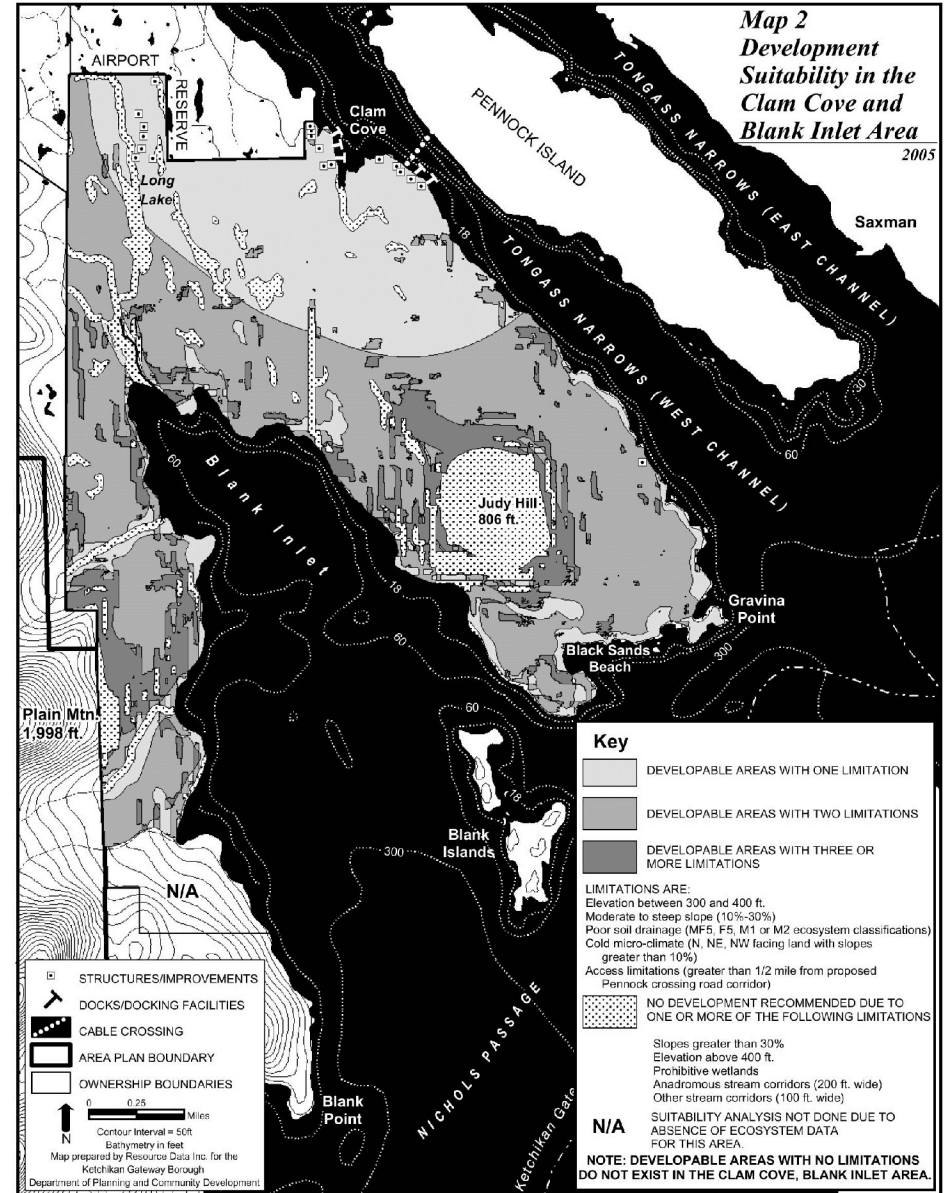 Map 2
Development
Suitability in the
Clam Cove and
Blank Inlet Area
2005
AIRPORT
RESERVE
Clam
Cove
PENNOCK ISLAND
TONGASS NARROWS (EAST CHANNEL)
Saxman
Long
Lake
18
TONGASS NARROWS (WEST CHANNEL)
30
60
60
Blank Inlet
Judy Hill
806 ft.
18
60
Gravina
Point
300
Black Sands
Beach
Plain Mtn.
1,998 ft.
60
18
Blank
Islands
300
N/A
NICHOLS PASSAGE
Blank
Point
Ketchikan Gate
Key
DEVELOPABLE AREAS WITH ONE LIMITATION
DEVELOPABLE AREAS WITH TWO LIMITATIONS
DEVELOPABLE AREAS WITH THREE OR
MORE LIMITATIONS
LIMITATIONS ARE:
Elevation between 300 and 400 ft.
Moderate to steep slope (10%-30%)
Poor soil drainage (MF5, F5, M1 or M2 ecosystem classifications)
Cold micro-climate (N, NE, NW facing land with slopes
greater than 10%)
Access limitations (greater than 1/2 mile from proposed
Pennock crossing road corridor)
NO DEVELOPMENT RECOMMENDED DUE TO
ONE OR MORE OF THE FOLLOWING LIMITATIONS
Slopes greater than 30%
Elevation above 400 ft.
Prohibitive wetlands
Anadromous stream corridors (200 ft. wide)
Other stream corridors (100 ft. wide)
N/A
SUITABILITY ANALYSIS NOT DONE DUE TO
ABSENCE OF ECOSYSTEM DATA
FOR THIS AREA.
NOTE: DEVELOPABLE AREAS WITH NO LIMITATIONS
DO NOT EXIST IN THE CLAM COVE, BLANK INLET AREA.
STRUCTURES/IMPROVEMENTS
DOCKS/DOCKING FACILITIES
CABLE CROSSING
AREA PLAN BOUNDARY
OWNERSHIP BOUNDARIES
N
0 0.25
Miles
Contour Interval = 50ft
Bathymetry in feet
Map prepared by Resource Data Inc. for the
Ketchikan Gateway Borough
Department of Planning and Community Development